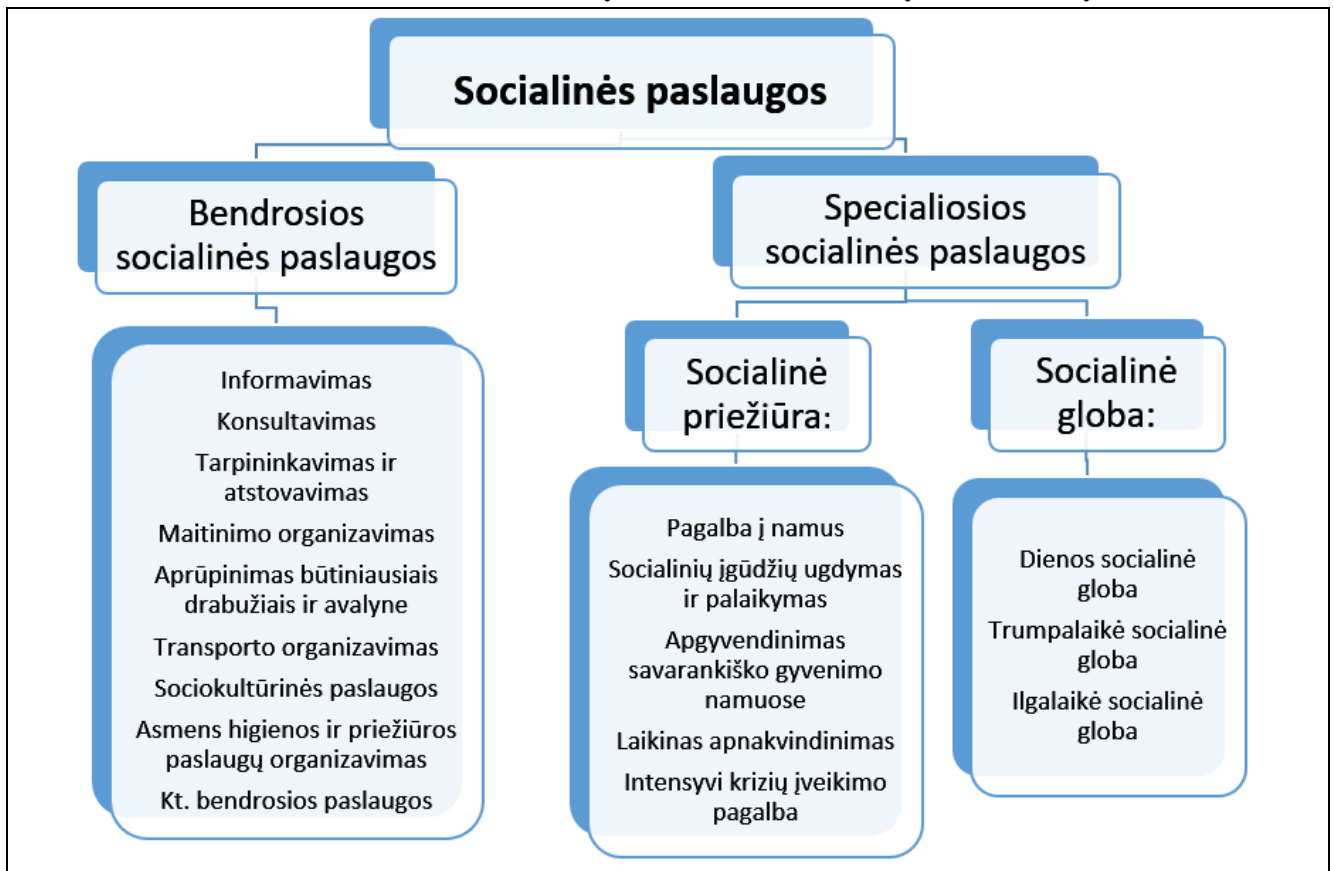 Socialinės paslaugos
Bendrosios
socialinės paslaugos
Informavimas
Konsultavimas
Tarpininkavimas ir
atstovavimas
Maitinimo organizavimas
Aprūpinimas būtiniausiais
drabužiais ir avalyne
Transporto organizavimas
Sociokultūrinės paslaugos
Asmens higienos ir priežiūros
paslaugų organizavimas
Kt. bendrosios paslaugos
Specialiosios
socialinės paslaugos
Socialinė
priežiūra:
Pagalba į namus
Socialinių įgūdžių ugdymas
ir palaikymas
Apgyvendinimas
savarankiško gyvenimo
namuose
Laikinas apnakvindinimas
Intensyvi krizių įveikimo
pagalba
Socialinė
globa:
Dienos socialinė
globa
Trumpalaikė socialinė
globa
Ilgalaikė socialinė
globa